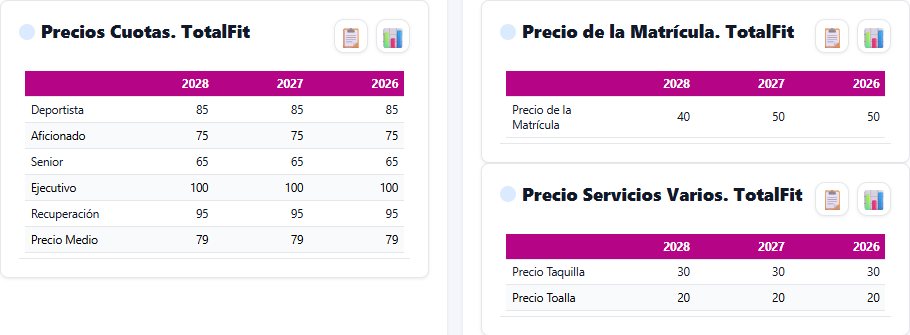 Precios Cuotas. TotalFit
2028 2027 2026
Deportista 85 85 85
Aficionado 75 75 75
Senior 65 65 65
Ejecutivo 100 100 100
Recuperación 95 95 95
Precio Medio 79 79 79
Precio de la Matrícula. TotalFit
2028 2027 2026
Precio de la
Matrícula 40 50 50
Precio Servicios Varios. TotalFit
2028 2027 2026
Precio Taquilla 30 30 30
Precio Toalla 20 20 20